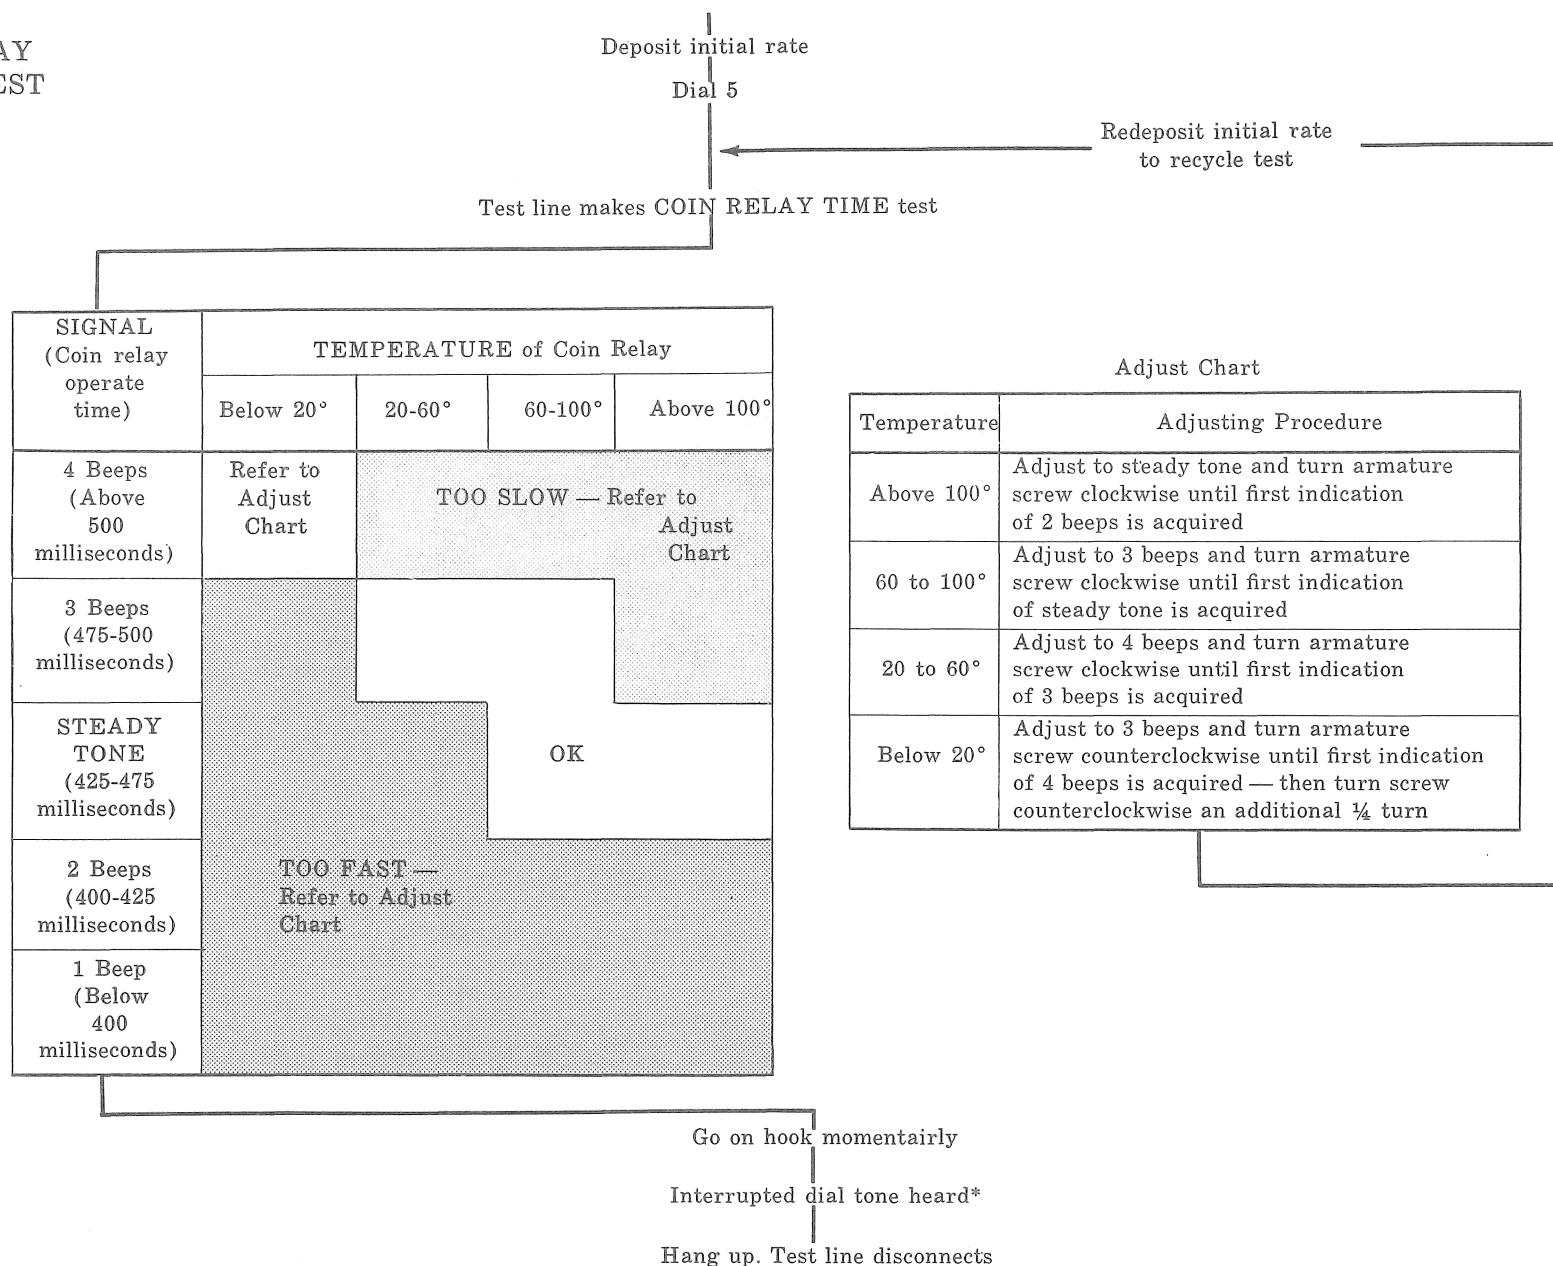 AY
EST
Deposit initial rate
Dial 5
Redeposit initial rate
to recycle test
Test line makes COIN RELAY TIME test
SIGNAL
(Coin relay
operate
time)
TEMPERATURE of Coin Relay
Below 20°
20-60°
60-100°
Above 100°
4 Beeps
(Above
500
milliseconds)
Refer to
Adjust
Chart
TOO SLOW — Refer to
Adjust
Chart
3 Beeps
(475-500
milliseconds)
STEADY
TONE
(425-475
milliseconds)
OK
2 Beeps
(400-425
milliseconds)
TOO FAST —
Refer to Adjust
Chart
1 Beep
(Below
400
milliseconds)
Adjust Chart
Temperature
Adjusting Procedure
Above 100°
Adjust to steady tone and turn armature
screw clockwise until first indication
of 2 beeps is acquired
60 to 100°
Adjust to 3 beeps and turn armature
screw clockwise until first indication
of steady tone is acquired
20 to 60°
Adjust to 4 beeps and turn armature
screw clockwise until first indication
of 3 beeps is acquired
Below 20°
Adjust to 3 beeps and turn armature
screw counterclockwise until first indication
of 4 beeps is acquired — then turn screw
counterclockwise an additional ¼ turn
Go on hook momentairly
Interrupted dial tone heard*
Hang up. Test line disconnects